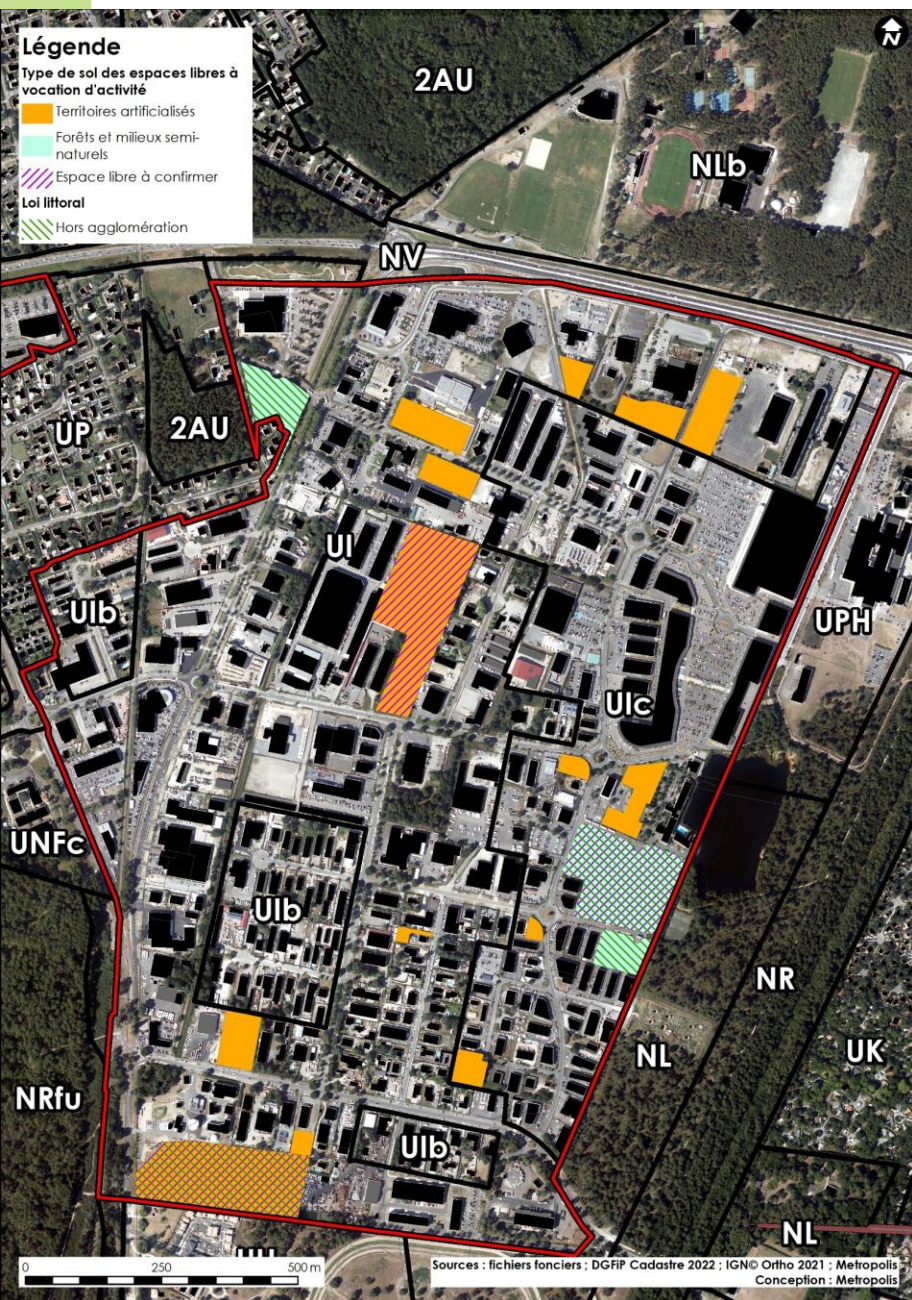 Légende
Type de sol des espaces libres à
vocation d'activité
Territoires artificialisés
Forêts et milieux semi-
naturels
Espace libre à confirmer
Loi littoral
Hors agglomération
N
2AU
NLb
NV
UP
2AU
UI
UIb
UPH
UIc
UNFc
UIb
NR
NL
UK
NRfu
UIb
NL
0 250 500 m
Sources : fichiers fonciers ; DGFiP Cadastre 2022 ; IGN© Ortho 2021 ; Metropolis
Conception : Metropolis